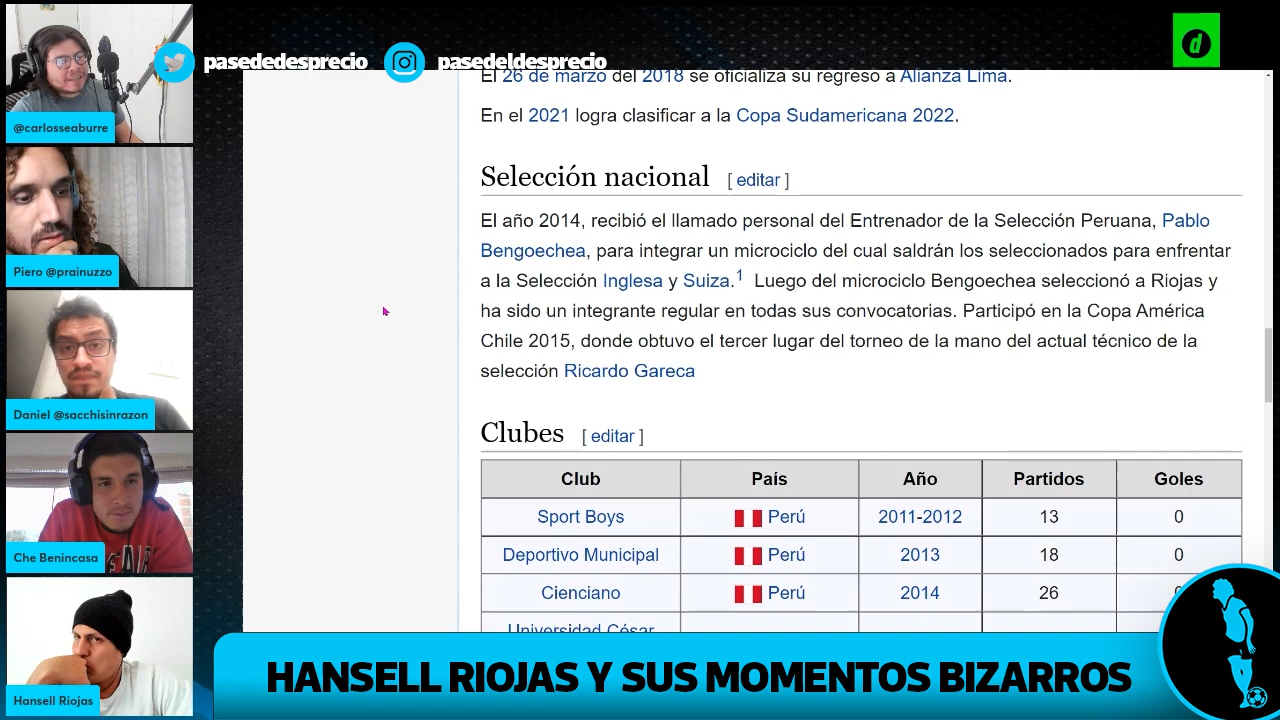 pasededesprecio
pasedeldesprecio
d
El 26 de marzo del 2018 se oficializa su regreso a Alianza Lima.
En el 2021 logra clasificar a la Copa Sudamericana 2022.
@carlosseaburre
Selección nacional [ editar ]
El año 2014, recibió el llamado personal del Entrenador de la Selección Peruana, Pablo
Bengoechea, para integrar un microciclo del cual saldrán los seleccionados para enfrentar
a la Selección Inglesa y Suiza.1 Luego del microciclo Bengoechea seleccionó a Riojas y
ha sido un integrante regular en todas sus convocatorias. Participó en la Copa América
Chile 2015, donde obtuvo el tercer lugar del torneo de la mano del actual técnico de la
selección Ricardo Gareca
Piero @prainuzzo
Daniel @sacchisinrazon
Clubes [ editar ]
Club País Año Partidos Goles
Sport Boys Perú 2011-2012 13 0
Deportivo Municipal Perú 2013 18 0
Cienciano Perú 2014 26
Universidad César
Che Benincasa
Hansell Riojas
HANSELL RIOJAS Y SUS MOMENTOS BIZARROS